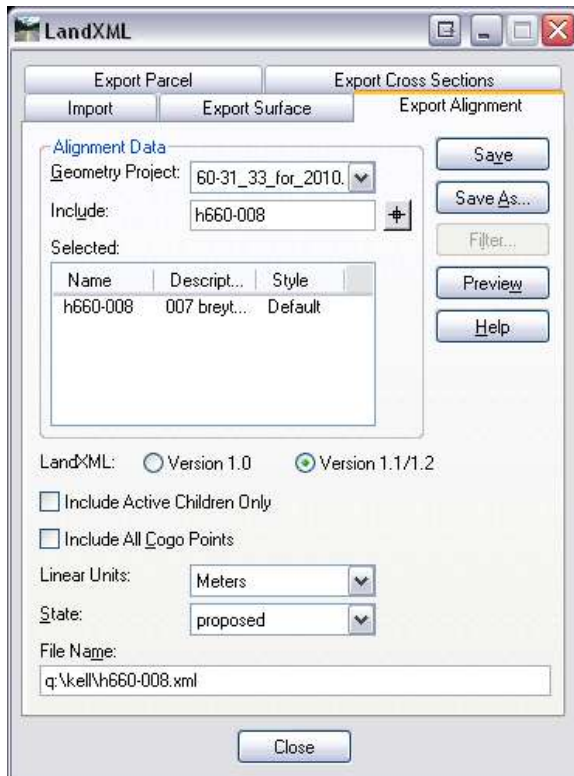 LandXML
Export Parcel
Export Cross Sections
Import
Export Surface
Export Alignment
Alignment Data
Geometry Project:
60-31_33_for_2010.
Include:
h660-008
Selected:
Name Descript... Style
h660-008 007 breyt... Default
Save
Save As...
Filter...
Preview
Help
LandXML:
Version 1.0
Version 1.1/1.2
Include Active Children Only
Include All Cogo Points
Linear Units:
Meters
State:
proposed
File Name:
q:\kell\h660-008.xml
Close